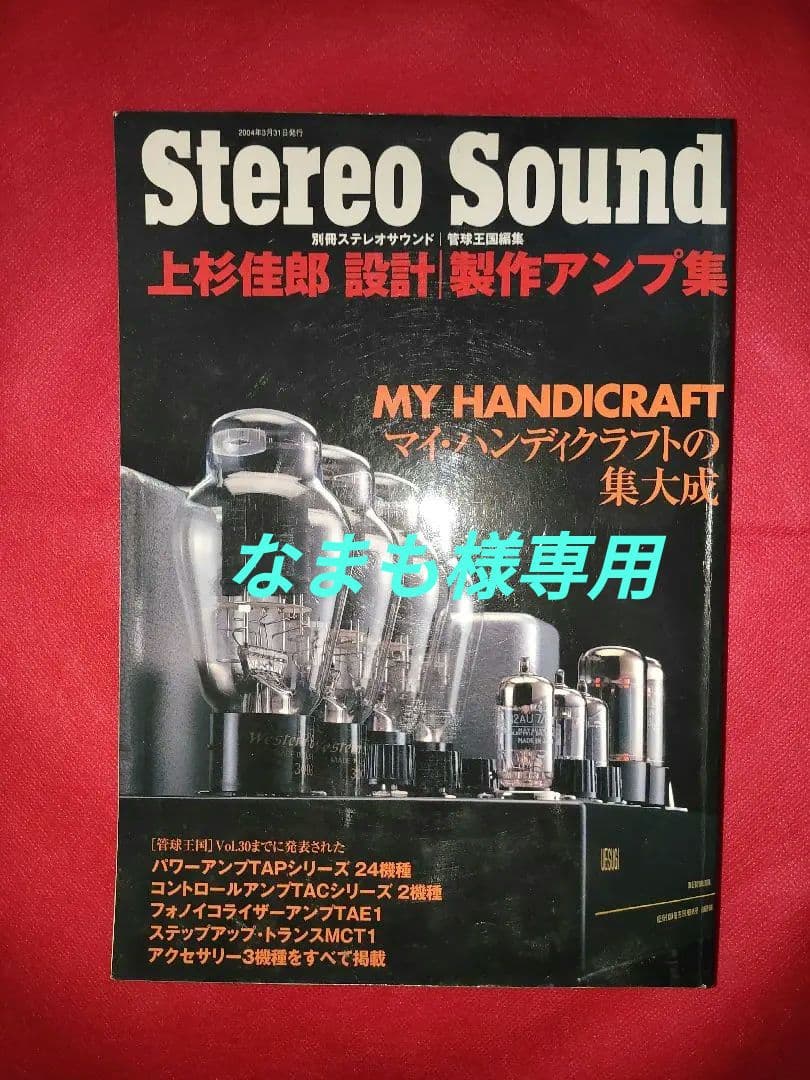 2004年3月31日発行
Stereo Sound
別冊ステレオサウンド|管球王国編集
上杉佳郎 設計|製作アンプ集
MY HANDICRAFT
マイ・ハンディクラフトの
集大成
なまも様専用
12AU7A
MADE IN
Western Western
300B
UESUGI
[管球王国]Vol.30までに発表された
パワーアンプTAPシリーズ 24機種
コントロールアンプTACシリーズ 2機種
フォノイコライザーアンプTAE1
ステップアップ・トランスMCT1
アクセサリー3機種をすべて掲載